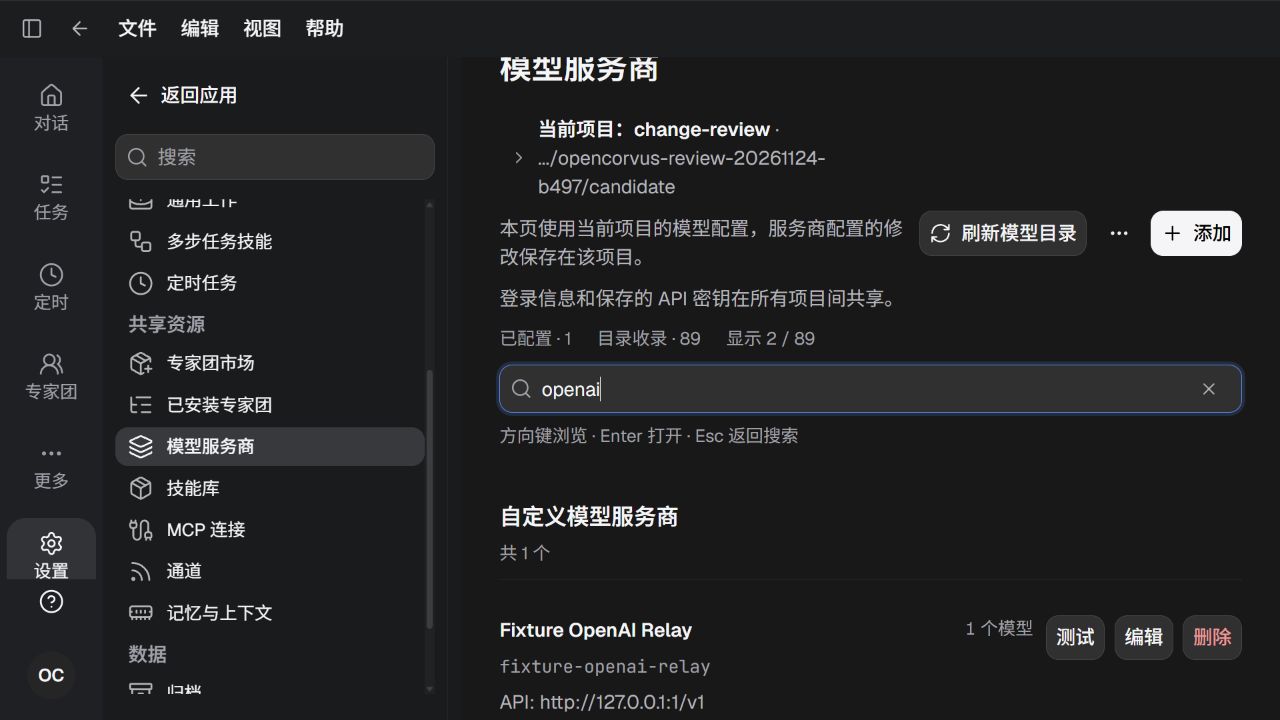 文件 编辑 视图 帮助
对话
任务
定时
专家团
更多
设置
OC
返回应用
搜索
通用工作
多步任务技能
定时任务
共享资源
专家团市场
已安装专家团
模型服务商
技能库
MCP 连接
通道
记忆与上下文
数据
归档
模型服务商
当前项目：change-review ·
…/opencorvus-review-20261124-
b497/candidate
本页使用当前项目的模型配置，服务商配置的修
改保存在该项目。
刷新模型目录
添加
登录信息和保存的 API 密钥在所有项目间共享。
已配置 · 1 目录收录 · 89 显示 2 / 89
openai
方向键浏览 · Enter 打开 · Esc 返回搜索
自定义模型服务商
共 1 个
Fixture OpenAI Relay
1 个模型 测试 编辑 删除
fixture-openai-relay
API: http://127.0.0.1:1/v1